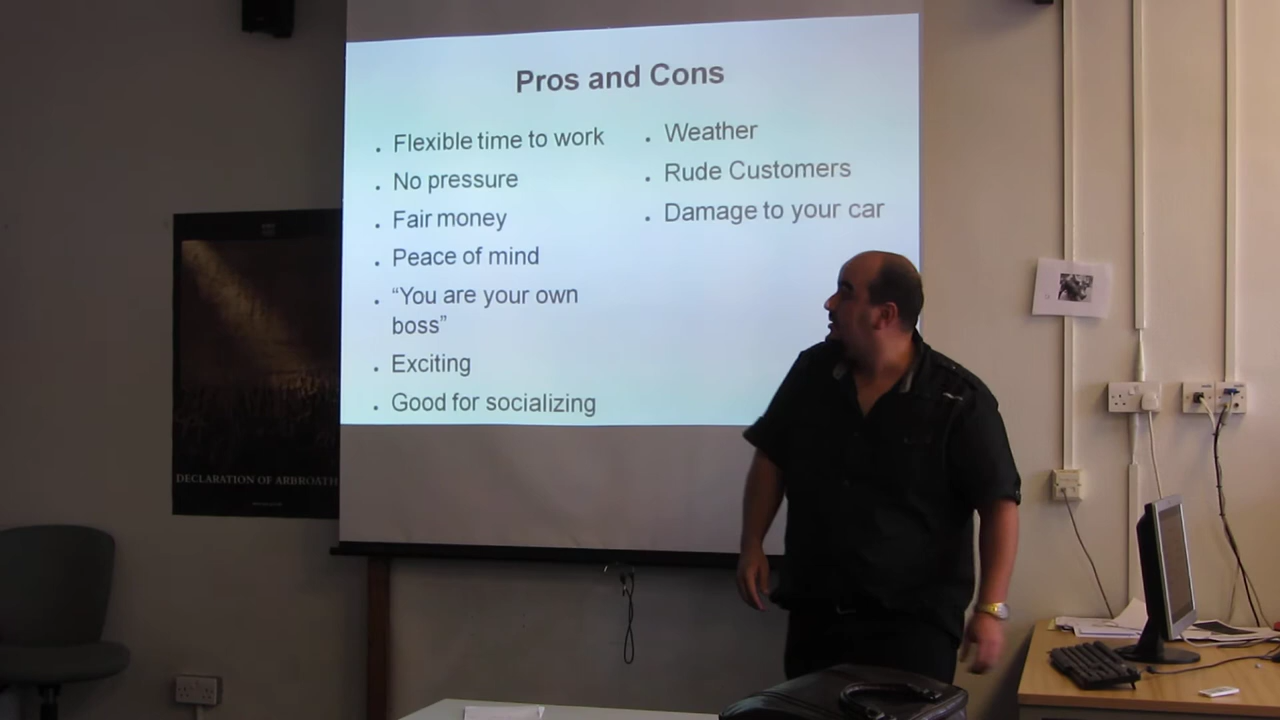 Pros and Cons
Flexible time to work
No pressure
Fair money
Peace of mind
“You are your own
boss”
Exciting
Good for socializing
Weather
Rude Customers
Damage to your car
DECLARATION OF ARBROATH